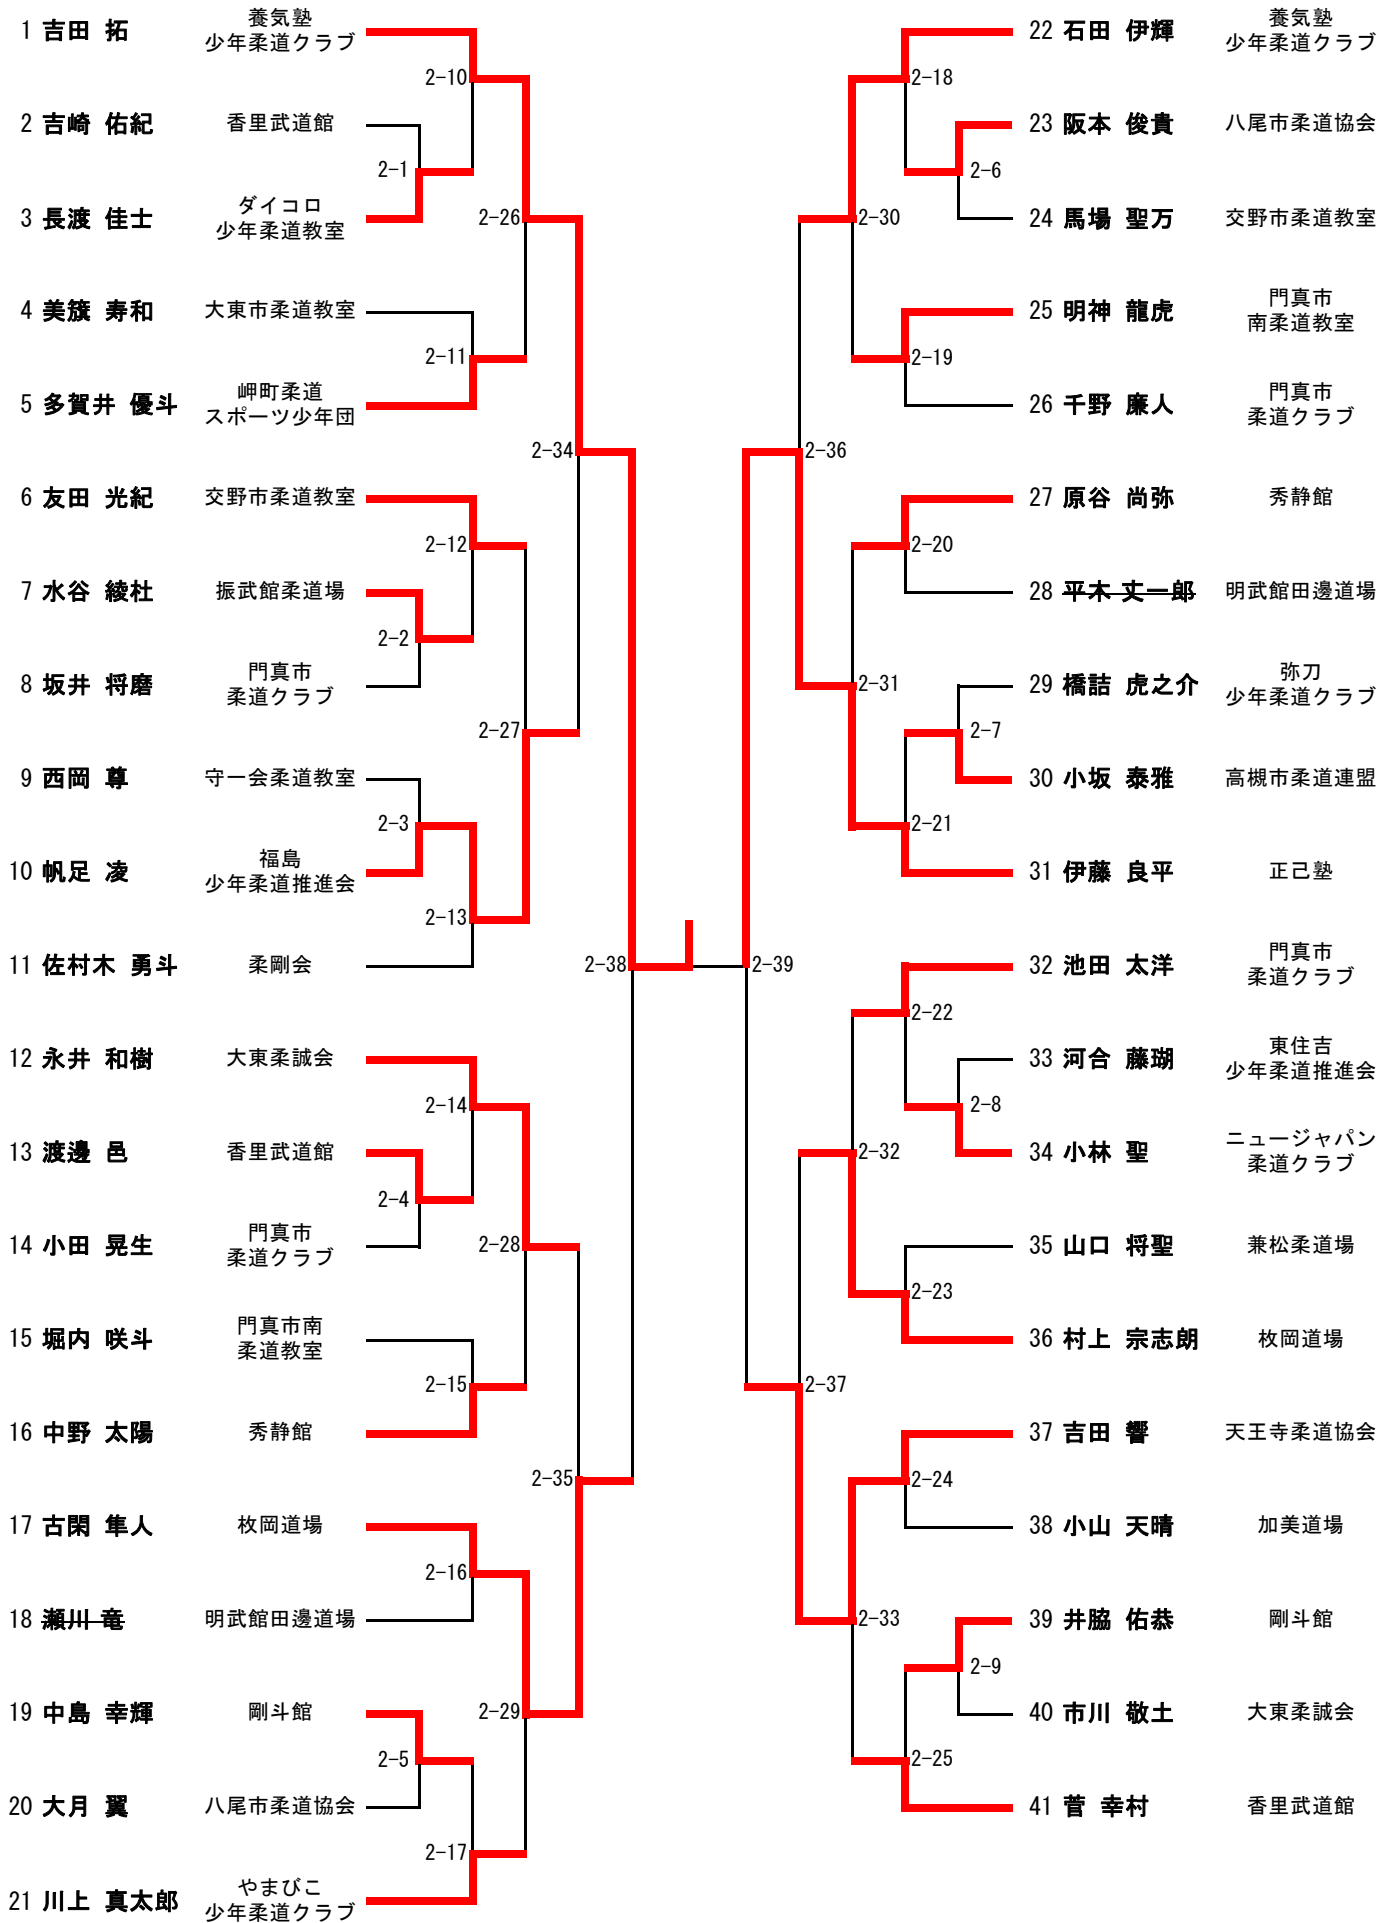 1 吉田 拓 養気塾
少年柔道クラブ
2-10
2 吉崎 佑紀 香里武道館
2-1
3 長渡 佳士 ダイコロ
少年柔道教室
2-26
4 美籏 寿和 大東市柔道教室
2-11
5 多賀井 優斗 岬町柔道
スポーツ少年団
2-34
6 友田 光紀 交野市柔道教室
2-12
7 水谷 綾杜 振武館柔道場
2-2
8 坂井 将磨 門真市
柔道クラブ
2-27
9 西岡 尊 守一会柔道教室
2-3
10 帆足 凌 福島
少年柔道推進会
2-13
11 佐村木 勇斗 柔剛会
2-38
12 永井 和樹 大東柔誠会
2-14
13 渡邊 邑 香里武道館
2-4
14 小田 晃生 門真市
柔道クラブ
2-28
15 堀内 咲斗 門真市南
柔道教室
2-15
16 中野 太陽 秀静館
2-35
17 古閑 隼人 枚岡道場
2-16
18 瀬川 竜 明武館田邊道場
19 中島 幸輝 剛斗館
2-29
2-5
20 大月 翼 八尾市柔道協会
2-17
21 川上 真太郎 やまびこ
少年柔道クラブ
22 石田 伊輝 養気塾
少年柔道クラブ
2-18
23 阪本 俊貴 八尾市柔道協会
2-6
24 馬場 聖万 交野市柔道教室
2-30
25 明神 龍虎 門真市
南柔道教室
2-19
26 千野 廉人 門真市
柔道クラブ
2-36
27 原谷 尚弥 秀静館
2-20
28 平木 丈一郎 明武館田邊道場
2-31
29 橋詰 虎之介 弥刀
少年柔道クラブ
2-7
30 小坂 泰雅 高槻市柔道連盟
2-21
31 伊藤 良平 正己塾
2-39
32 池田 太洋 門真市
柔道クラブ
2-22
33 河合 藤瑚 東住吉
少年柔道推進会
2-8
34 小林 聖 ニュージャパン
柔道クラブ
2-32
35 山口 将聖 兼松柔道場
2-23
36 村上 宗志朗 枚岡道場
2-37
37 吉田 響 天王寺柔道協会
2-24
38 小山 天晴 加美道場
2-33
39 井脇 佑恭 剛斗館
2-9
40 市川 敬士 大東柔誠会
2-25
41 菅 幸村 香里武道館